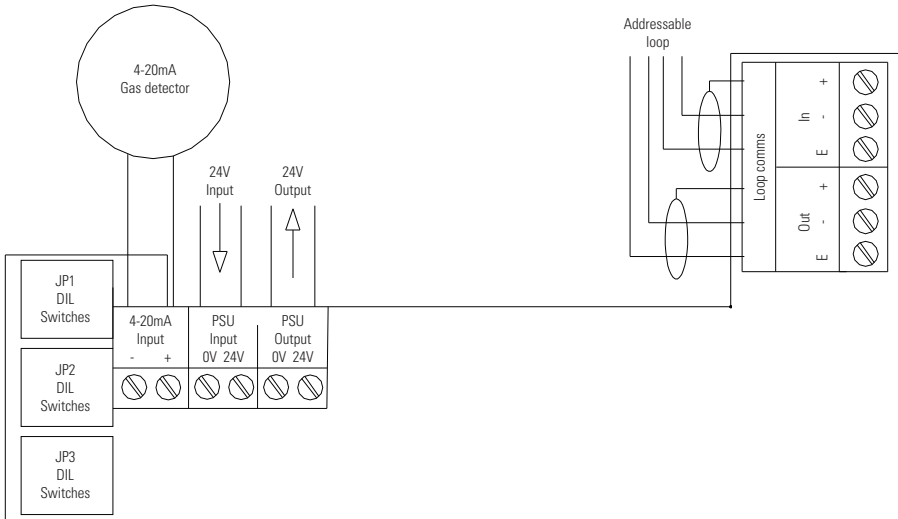 4-20mA
Gas detector
Addressable
loop
24V
Input
24V
Output
Loop comms
In
+
-
E
Out
+
-
E
JP1
DIL
Switches
4-20mA
Input
- +
PSU
Input
0V 24V
PSU
Output
0V 24V
JP2
DIL
Switches
JP3
DIL
Switches